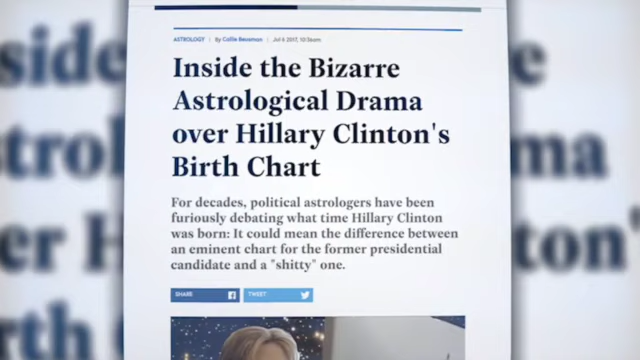 ASTROLOGY | By Callie Beusman | Jul 6 2017, 10:56am
Inside the Bizarre
Astrological Drama
over Hillary Clinton's
Birth Chart
For decades, political astrologers have been
furiously debating what time Hillary Clinton
was born: It could mean the difference between
an eminent chart for the former presidential
candidate and a "shitty" one.
SHARE
TWEET